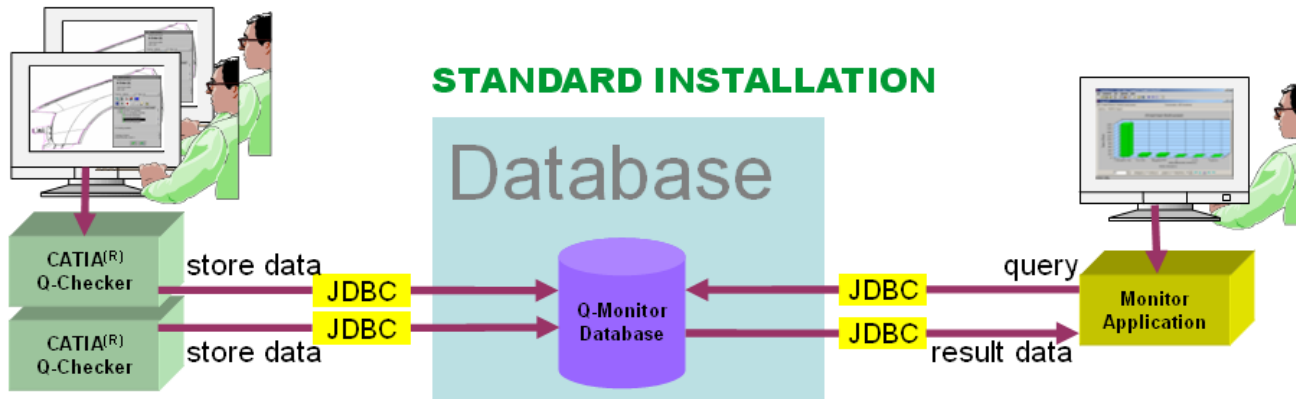 STANDARD INSTALLATION
Database
CATIA(R)
Q-Checker
CATIA(R)
Q-Checker
store data
JDBC
JDBC
store data
Q-Monitor
Database
query
JDBC
JDBC
result data
Monitor
Application